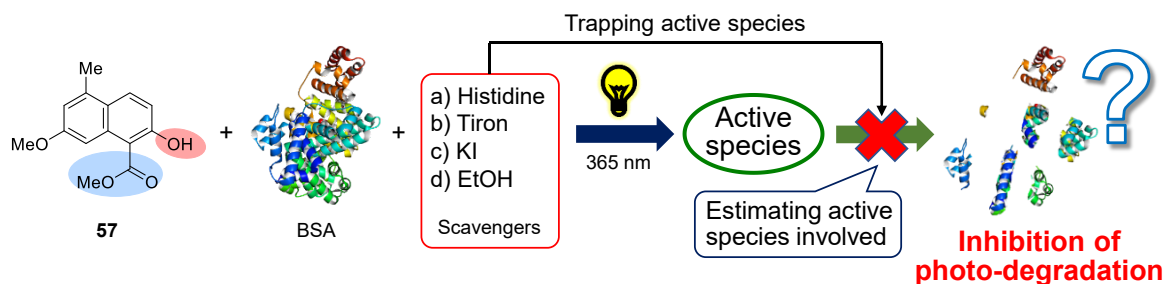 Trapping active species
Me
MeO
OH
MeO
O
57
+
BSA
+
a) Histidine
b) Tiron
c) KI
d) EtOH
Scavengers
365 nm
Active
species
Estimating active
species involved
?
Inhibition of
photo-degradation